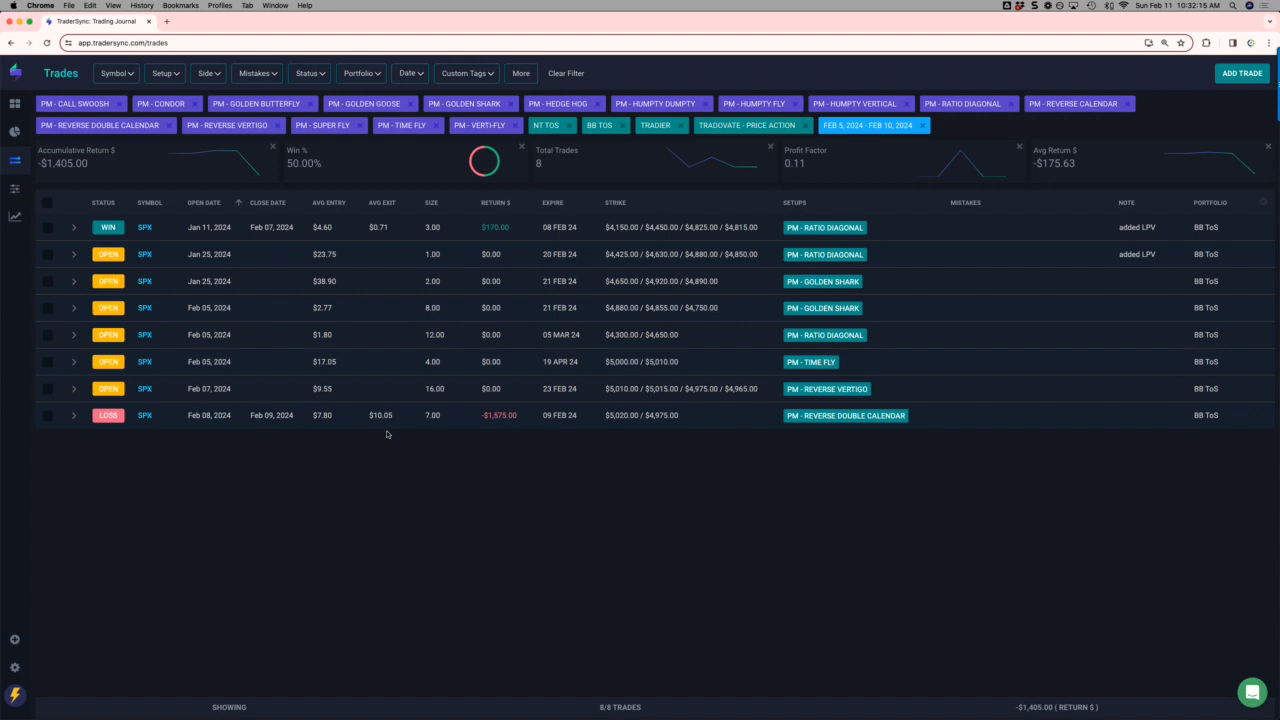 Chrome File Edit View History Bookmarks Profiles Tab Window Help Sun Feb 11 10:32:15 AM
TraderSync: Trading Journal
app.tradersync.com/trades
Trades Symbol Setup Side Mistakes Status Portfolio Date Custom Tags More Clear Filter ADD TRADE
PM - CALL SWOOSH PM - CONDOR PM - GOLDEN BUTTERFLY PM - GOLDEN GOOSE PM - GOLDEN SHARK PM - HEDGE HOG PM - HUMPTY DUMPTY PM - HUMPTY FLY PM - HUMPTY VERTICAL PM - RATIO DIAGONAL PM - REVERSE CALENDAR
PM - REVERSE DOUBLE CALENDAR PM - REVERSE VERTIGO PM - SUPER FLY PM - TIME FLY PM - VERTI-FLY NT TOS BB TOS TRADIER TRADOVATE - PRICE ACTION FEB 5, 2024 - FEB 10, 2024
Accumulative Return $ Win % Total Trades Profit Factor Avg Return $
-$1,405.00 50.00% 8 0.11 -$175.63
STATUS SYMBOL OPEN DATE CLOSE DATE AVG ENTRY AVG EXIT SIZE RETURN $ EXPIRE STRIKE SETUPS MISTAKES NOTE PORTFOLIO
WIN SPX Jan 11, 2024 Feb 07, 2024 $4.60 $0.71 3.00 $170.00 08 FEB 24 $4,150.00 / $4,450.00 / $4,825.00 / $4,815.00 PM - RATIO DIAGONAL added LPV BB ToS
OPEN SPX Jan 25, 2024 $23.75 1.00 $0.00 20 FEB 24 $4,425.00 / $4,630.00 / $4,880.00 / $4,850.00 PM - RATIO DIAGONAL added LPV BB ToS
OPEN SPX Jan 25, 2024 $38.90 2.00 $0.00 21 FEB 24 $4,650.00 / $4,920.00 / $4,890.00 PM - GOLDEN SHARK BB ToS
OPEN SPX Feb 05, 2024 $2.77 8.00 $0.00 21 FEB 24 $4,880.00 / $4,855.00 / $4,750.00 PM - GOLDEN SHARK BB ToS
OPEN SPX Feb 05, 2024 $1.80 12.00 $0.00 05 MAR 24 $4,300.00 / $4,650.00 PM - RATIO DIAGONAL BB ToS
OPEN SPX Feb 05, 2024 $17.05 4.00 $0.00 19 APR 24 $5,000.00 / $5,010.00 PM - TIME FLY BB ToS
OPEN SPX Feb 07, 2024 $9.55 16.00 $0.00 23 FEB 24 $5,010.00 / $5,015.00 / $4,975.00 / $4,965.00 PM - REVERSE VERTIGO BB ToS
LOSS SPX Feb 08, 2024 Feb 09, 2024 $7.80 $10.05 7.00 -$1,575.00 09 FEB 24 $5,020.00 / $4,975.00 PM - REVERSE DOUBLE CALENDAR BB ToS
SHOWING 8/8 TRADES -$1,405.00 ( RETURN $ )